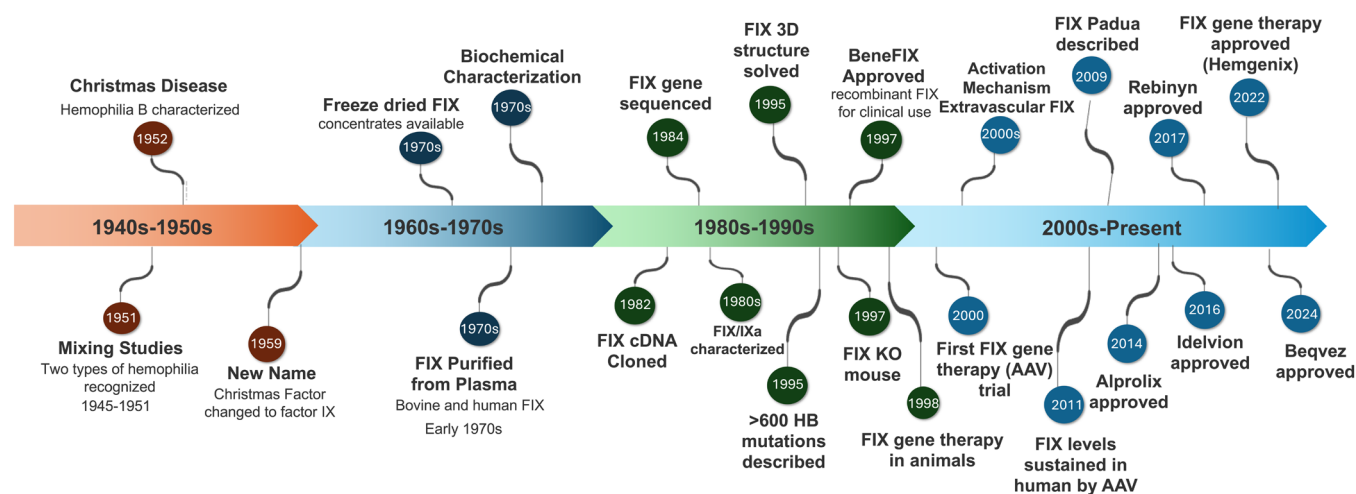 Christmas Disease
Hemophilia B characterized
1952
Freeze dried FIX
concentrates available
1970s
Biochemical
Characterization
1970s
FIX gene
sequenced
1984
FIX 3D
structure
solved
1995
BeneFIX
Approved
recombinant FIX
for clinical use
1997
Activation
Mechanism
Extravascular FIX
2000s
FIX Padua
described
2009
Rebinyn
approved
2017
FIX gene therapy
approved
(Hemgenix)
2022
1940s-1950s
1960s-1970s
1980s-1990s
2000s-Present
1951
Mixing Studies
Two types of hemophilia
recognized
1945-1951
1959
New Name
Christmas Factor
changed to factor IX
1970s
FIX Purified
from Plasma
Bovine and human FIX
Early 1970s
1982
FIX cDNA
Cloned
1980s
FIX/IXa
characterized
1995
>600 HB
mutations
described
1997
FIX KO
mouse
1998
FIX gene therapy
in animals
2000
First FIX gene
therapy (AAV)
trial
2011
FIX levels
sustained in
human by AAV
2014
Alprolix
approved
2016
Idelvion
approved
2024
Beqvez
approved